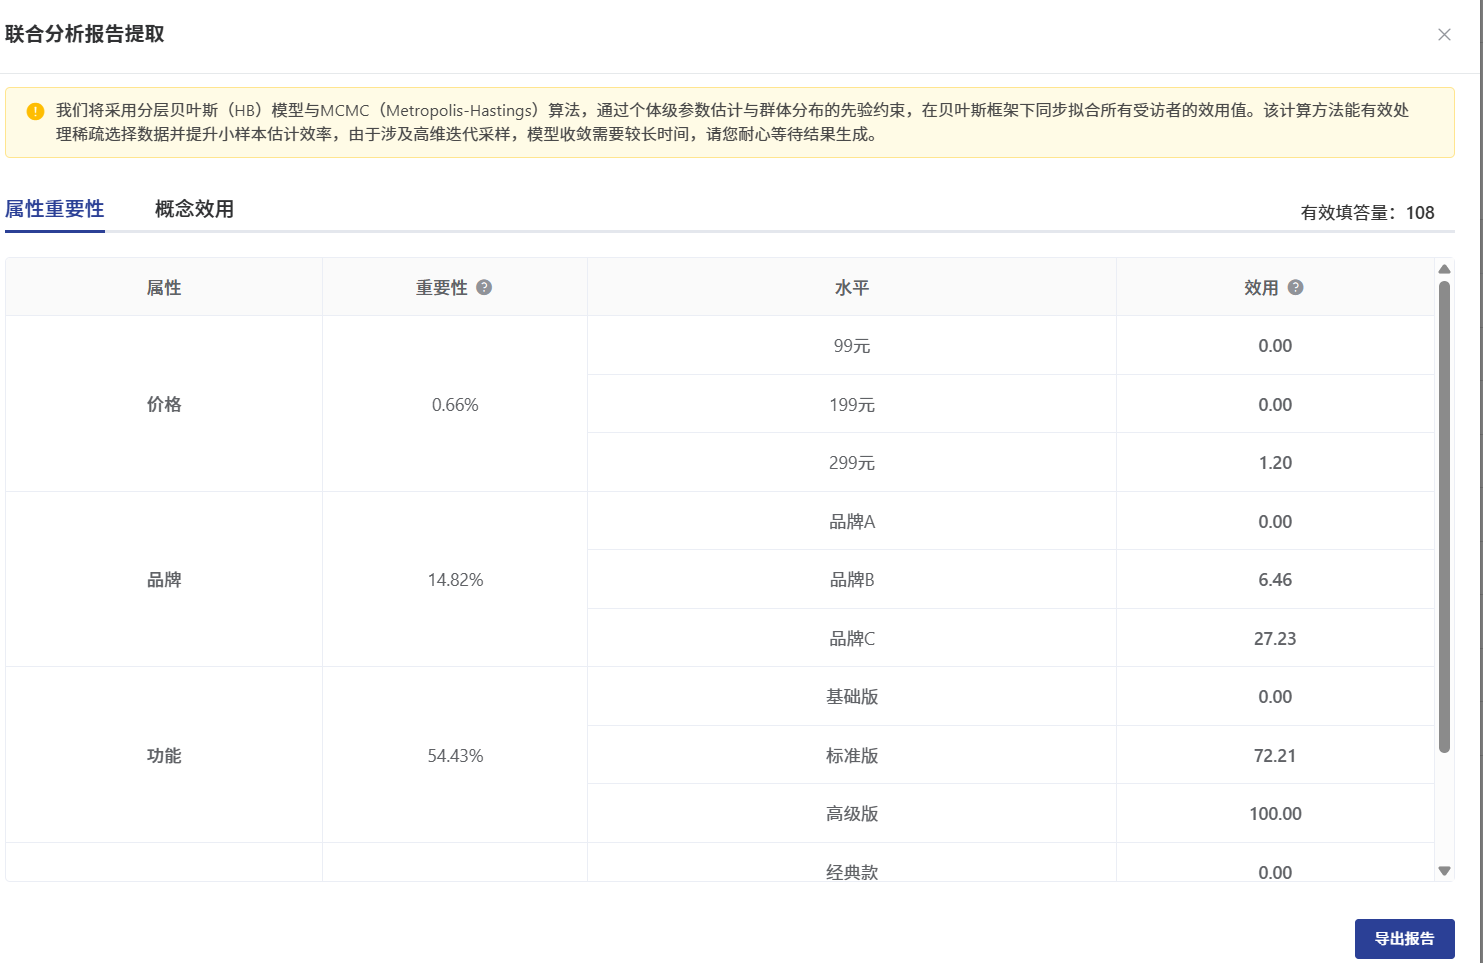 联合分析报告提取
我们将采用分层贝叶斯（HB）模型与MCMC（Metropolis-Hastings）算法，通过个体级参数估计与群体分布的先验约束，在贝叶斯框架下同步拟合所有受访者的效用值。该计算方法能有效处
理稀疏选择数据并提升小样本估计效率，由于涉及高维迭代采样，模型收敛需要较长时间，请您耐心等待结果生成。
属性重要性 概念效用 有效填答量：108
属性 重要性 水平 效用
99元 0.00
价格 0.66% 199元 0.00
299元 1.20
品牌A 0.00
品牌 14.82% 品牌B 6.46
品牌C 27.23
基础版 0.00
功能 54.43% 标准版 72.21
高级版 100.00
经典款 0.00
导出报告